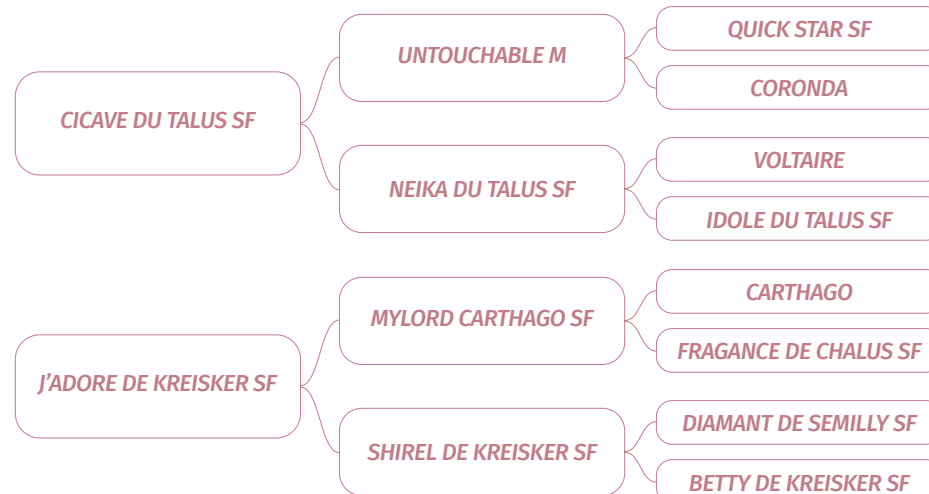 QUICK STAR SF
UNTOUCHABLE M
CORONDA
CICAVE DU TALUS SF
VOLTAIRE
NEIKA DU TALUS SF
IDOLE DU TALUS SF
CARTHAGO
MYLORD CARTHAGO SF
FRAGANCE DE CHALUS SF
J'ADORE DE KREISKER SF
DIAMANT DE SEMILLY SF
SHIREL DE KREISKER SF
BETTY DE KREISKER SF